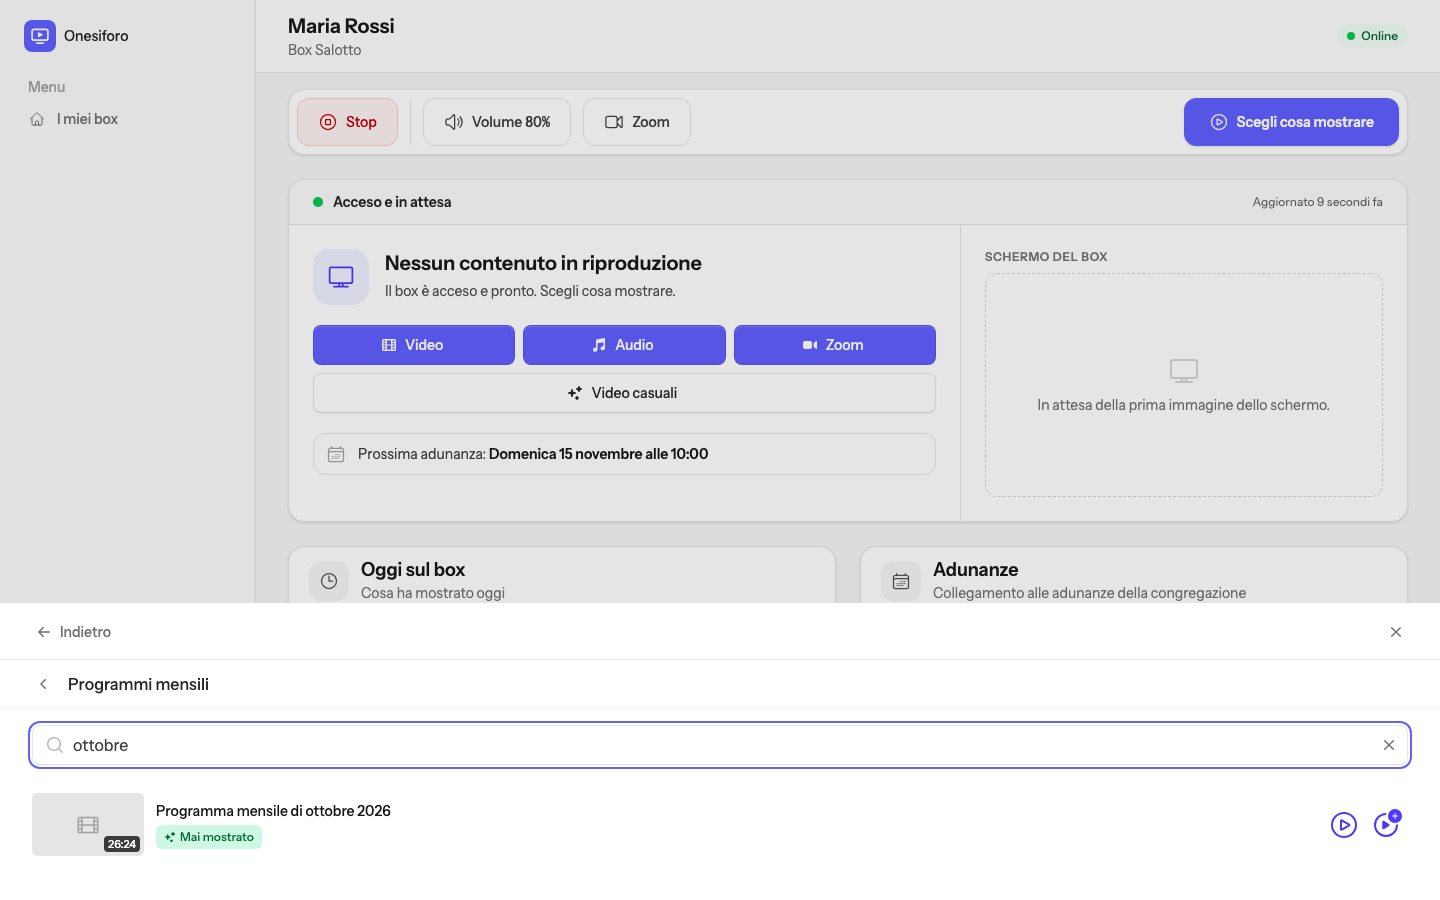 Onesiforo
Menu
I miei box
Maria Rossi
Box Salotto
Online
Stop
Volume 80%
Zoom
Scegli cosa mostrare
Acceso e in attesa
Aggiornato 9 secondi fa
Nessun contenuto in riproduzione
Il box è acceso e pronto. Scegli cosa mostrare.
Video
Audio
Zoom
Video casuali
Prossima adunanza: Domenica 15 novembre alle 10:00
SCHERMO DEL BOX
In attesa della prima immagine dello schermo.
Oggi sul box
Cosa ha mostrato oggi
Adunanze
Collegamento alle adunanze della congregazione
Indietro
Programmi mensili
ottobre
26:24
Programma mensile di ottobre 2026
Mai mostrato